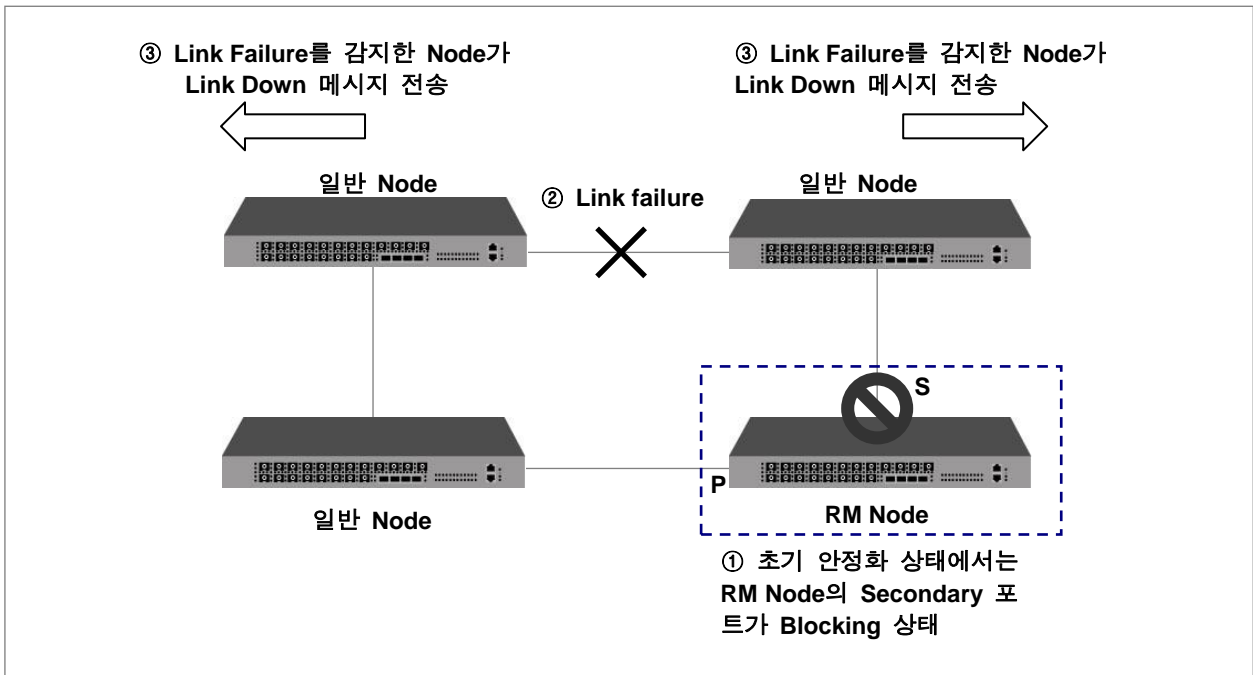 ③ Link Failure를 감지한 Node가
Link Down 메시지 전송
③ Link Failure를 감지한 Node가
Link Down 메시지 전송
일반 Node
② Link failure
일반 Node
S
P
일반 Node
RM Node
① 초기 안정화 상태에서는
RM Node의 Secondary 포
트가 Blocking 상태